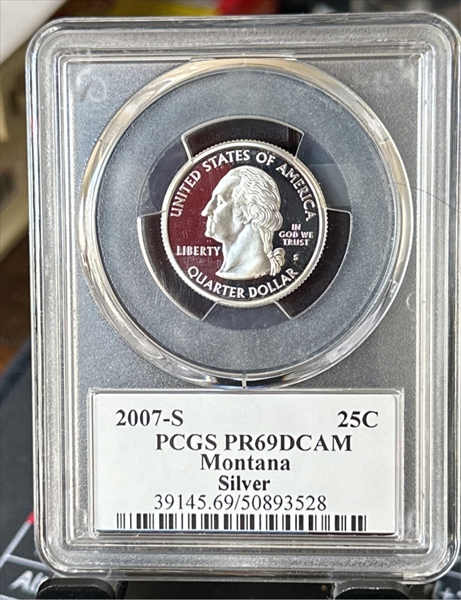 UNITED STATES OF AMERICA
LIBERTY
IN
GOD WE
TRUST
S
QUARTER DOLLAR
2007-S 25C
PCGS PR69DCAM
Montana
Silver
39145.69/50893528